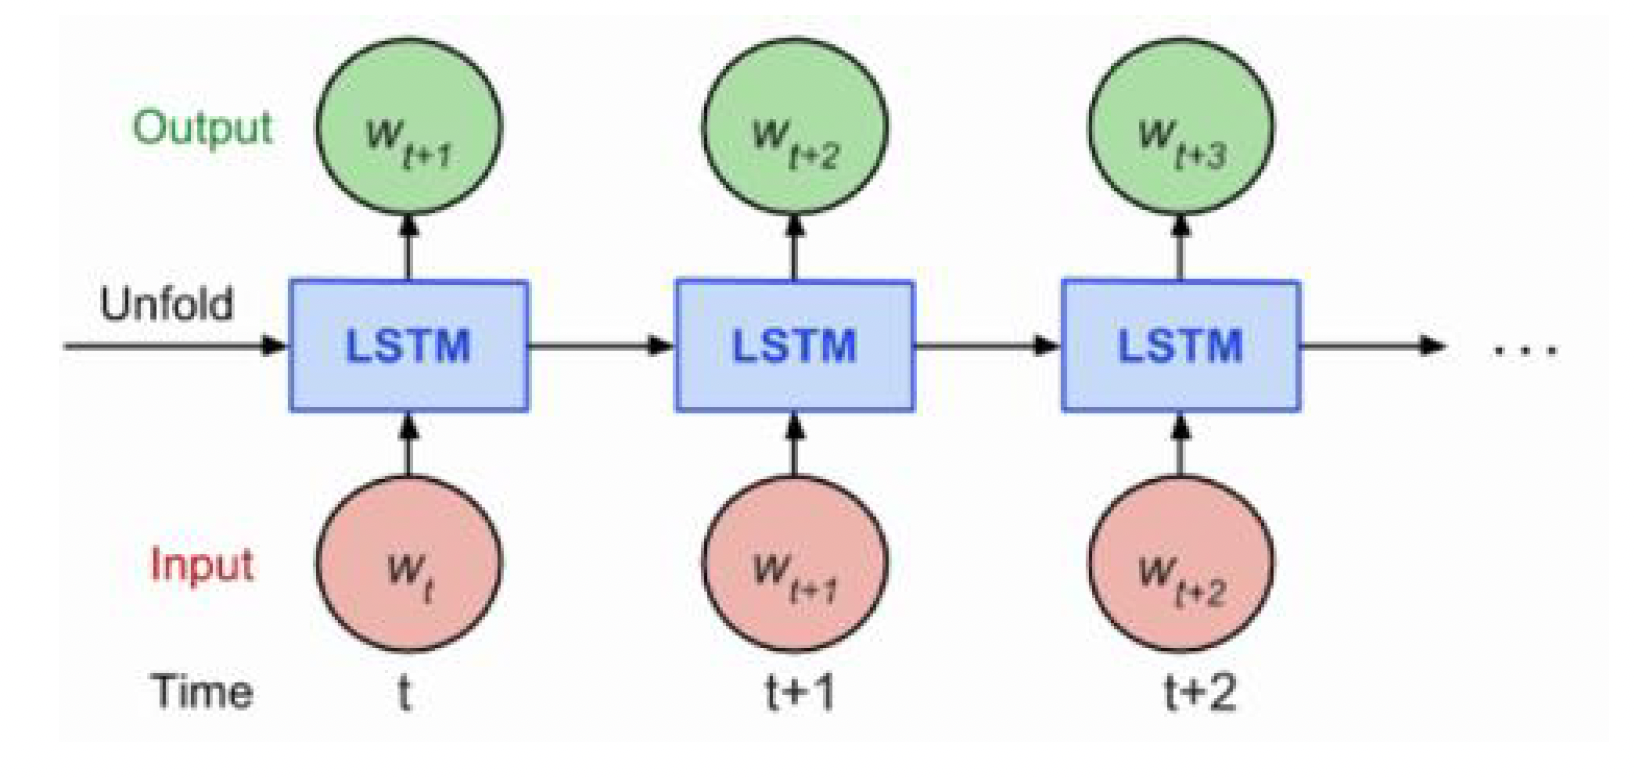 Output w_{t+1} w_{t+2} w_{t+3}
Unfold
LSTM LSTM LSTM ...
Input w_t w_{t+1} w_{t+2}
Time t t+1 t+2